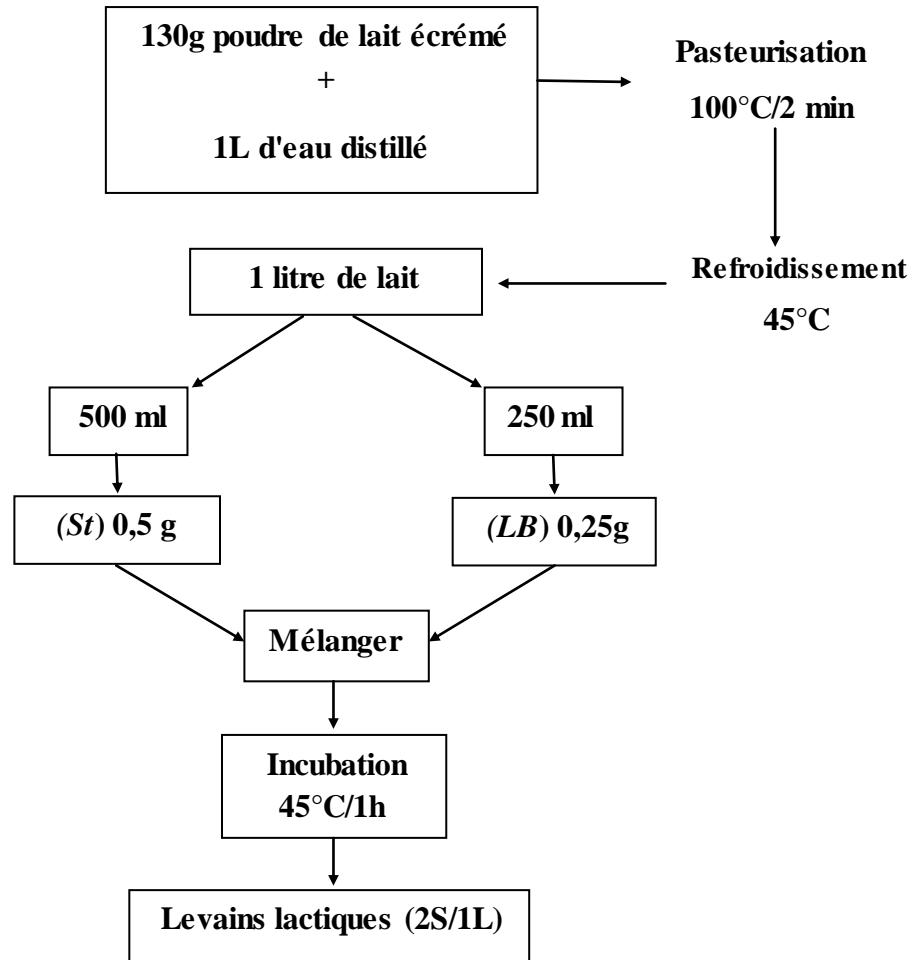 130g poudre de lait écrémé
+
1L d'eau distillé
Pasteurisation
100°C/2 min
Refroidissement
45°C
1 litre de lait
500 ml
250 ml
(St) 0,5 g
(LB) 0,25g
Mélanger
Incubation
45°C/1h
Levains lactiques (2S/1L)